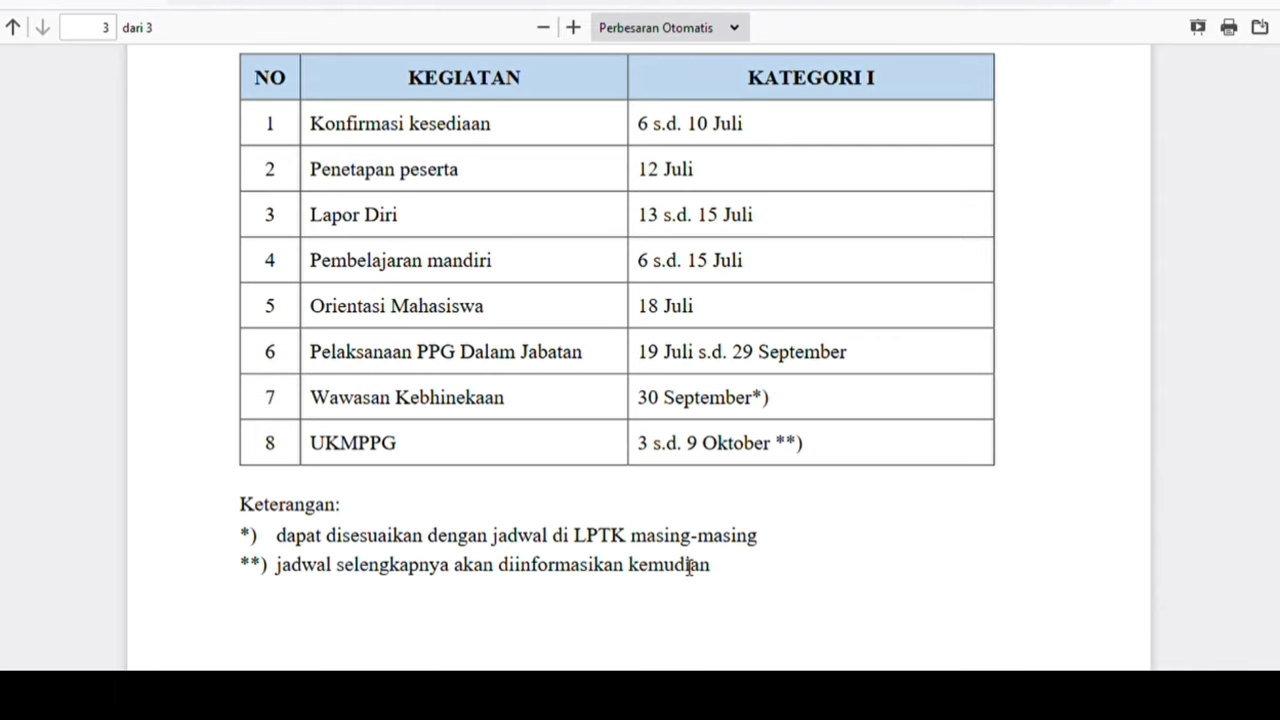 3 dari 3 Perbesaran Otomatis
NO KEGIATAN KATEGORI I
1 Konfirmasi kesediaan 6 s.d. 10 Juli
2 Penetapan peserta 12 Juli
3 Lapor Diri 13 s.d. 15 Juli
4 Pembelajaran mandiri 6 s.d. 15 Juli
5 Orientasi Mahasiswa 18 Juli
6 Pelaksanaan PPG Dalam Jabatan 19 Juli s.d. 29 September
7 Wawasan Kebhinekaan 30 September*)
8 UKMPPG 3 s.d. 9 Oktober **)
Keterangan:
*) dapat disesuaikan dengan jadwal di LPTK masing-masing
**) jadwal selengkapnya akan diinformasikan kemudian